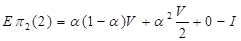 Eπ₂(2) = α(1−α)V + α² V/2 + 0 − I